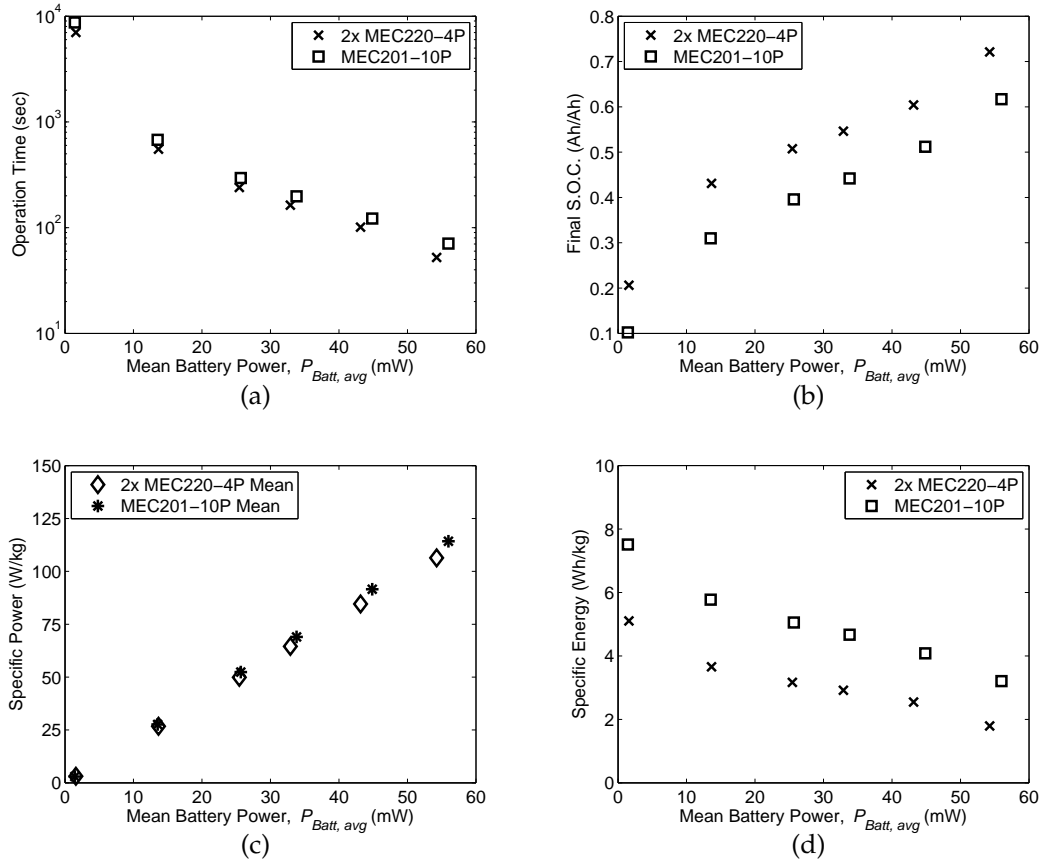 10^4
10^3
10^2
10^1
Operation Time (sec)
2x MEC220−4P
MEC201−10P
0 10 20 30 40 50 60
Mean Battery Power, P_Batt, avg (mW)
(a)
0.8
0.7
0.6
0.5
0.4
0.3
0.2
0.1
Final S.O.C. (Ah/Ah)
2x MEC220−4P
MEC201−10P
0 10 20 30 40 50 60
Mean Battery Power, P_Batt, avg (mW)
(b)
150
125
100
75
50
25
0
Specific Power (W/kg)
2x MEC220−4P Mean
MEC201−10P Mean
0 10 20 30 40 50 60
Mean Battery Power, P_Batt, avg (mW)
(c)
10
8
6
4
2
0
Specific Energy (Wh/kg)
2x MEC220−4P
MEC201−10P
0 10 20 30 40 50 60
Mean Battery Power, P_Batt, avg (mW)
(d)